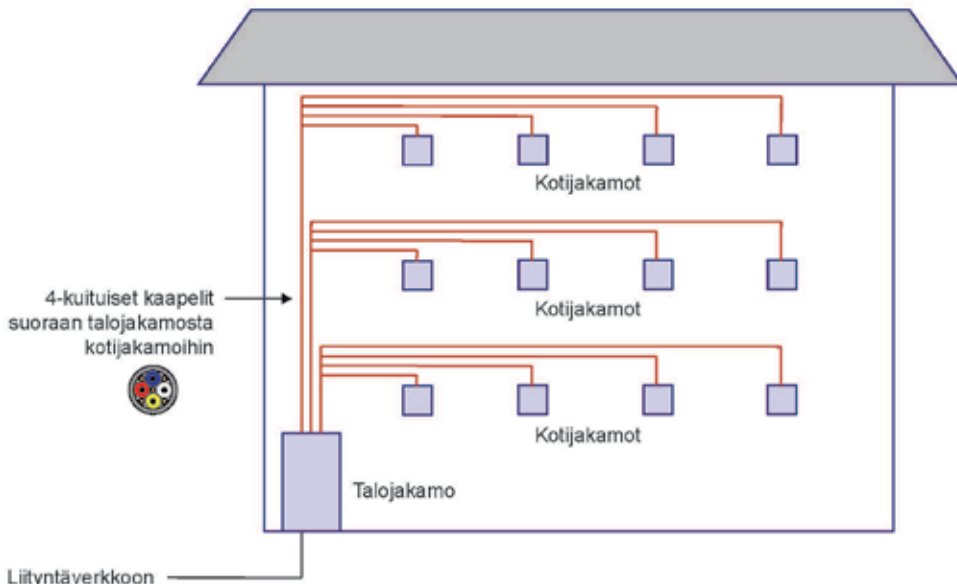 Kotijakamot
Kotijakamot
4-kuituiset kaapelit
suoraan talojakamosta
kotijakamoihin
Kotijakamot
Talojakamo
Liityntäverkkoon